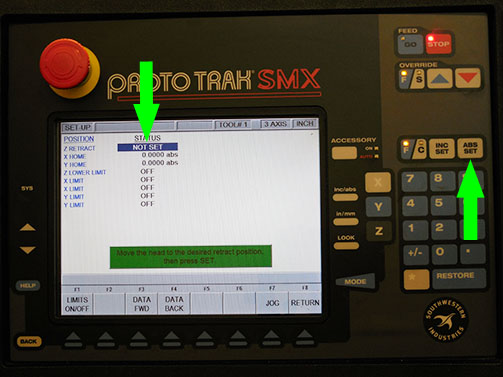 PROTOTRAK SMX
SET-UP TOOL# 1 3 AXIS INCH
POSITION STATUS
Z RETRACT NOT SET
X HOME 0.0000 abs
Y HOME 0.0000 abs
Z LOWER LIMIT OFF
X LIMIT OFF
X LIMIT OFF
Y LIMIT OFF
Y LIMIT OFF
Move the head to the desired retract position,
then press SET.
F1 F2 F3 F4 F5 F6 F7 F8
LIMITS ON/OFF DATA FWD DATA BACK JOG RETURN
SYS
HELP
BACK
ACCESSORY
ON
AUTO
inc/abs
in/mm
LOOK
MODE
X
Y
Z
FEED
GO STOP
OVERRIDE
F S
F C INC SET ABS SET
7 8
4 5
1 2 3
+/- 0 .
* RESTORE
SOUTHWESTERN INDUSTRIES